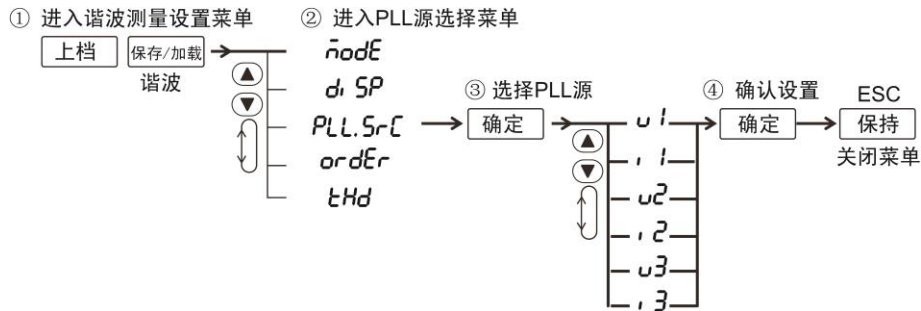 ① 进入谐波测量设置菜单
② 进入PLL源选择菜单
上档
保存/加载
谐波
modE
di SP
PLL.SrC
ordEr
tHd
③ 选择PLL源
确定
u1
i1
u2
i2
u3
i3
④ 确认设置
确定
ESC
保持
关闭菜单